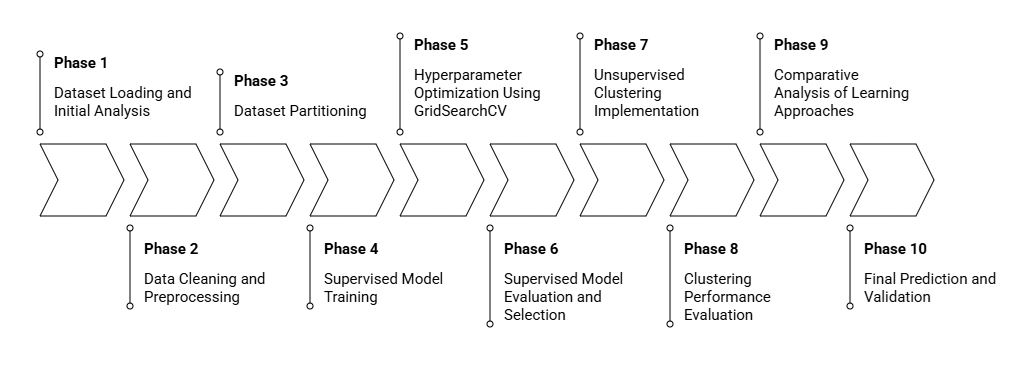 Phase 1
Dataset Loading and
Initial Analysis
Phase 2
Data Cleaning and
Preprocessing
Phase 3
Dataset Partitioning
Phase 4
Supervised Model
Training
Phase 5
Hyperparameter
Optimization Using
GridSearchCV
Phase 6
Supervised Model
Evaluation and
Selection
Phase 7
Unsupervised
Clustering
Implementation
Phase 8
Clustering
Performance
Evaluation
Phase 9
Comparative
Analysis of Learning
Approaches
Phase 10
Final Prediction and
Validation